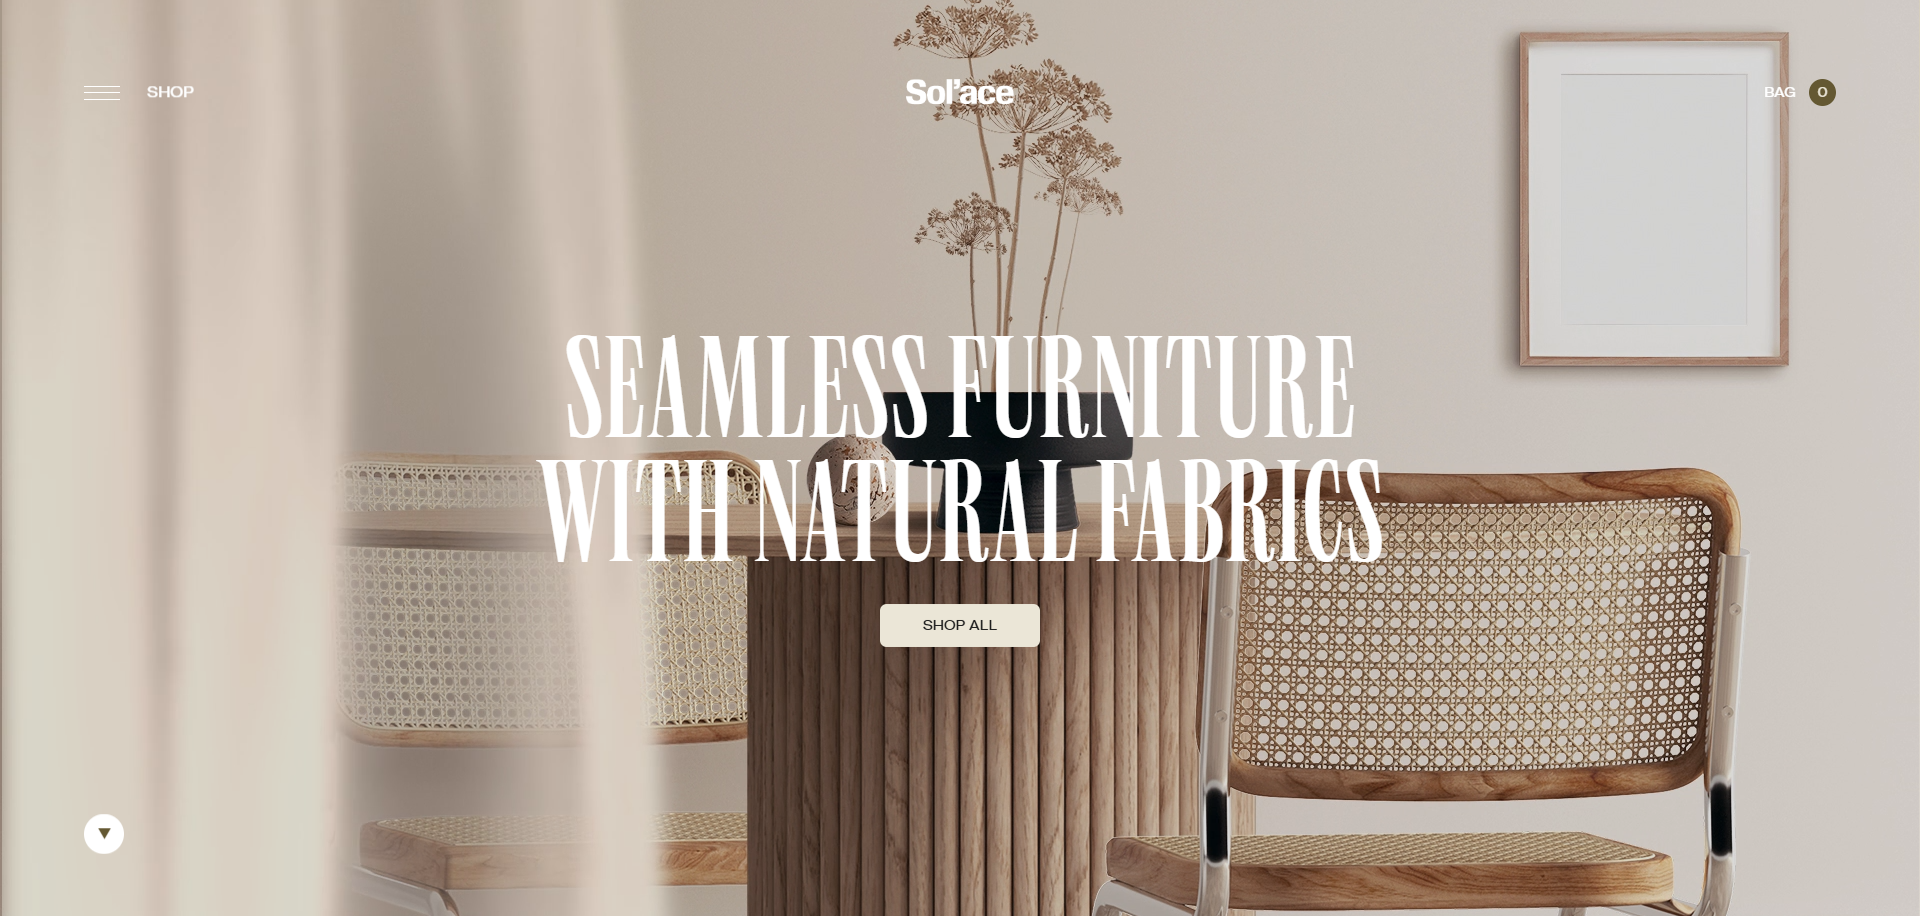 SHOP
Sol'ace
BAG 0
SEAMLESS FURNITURE
WITH NATURAL FABRICS
SHOP ALL